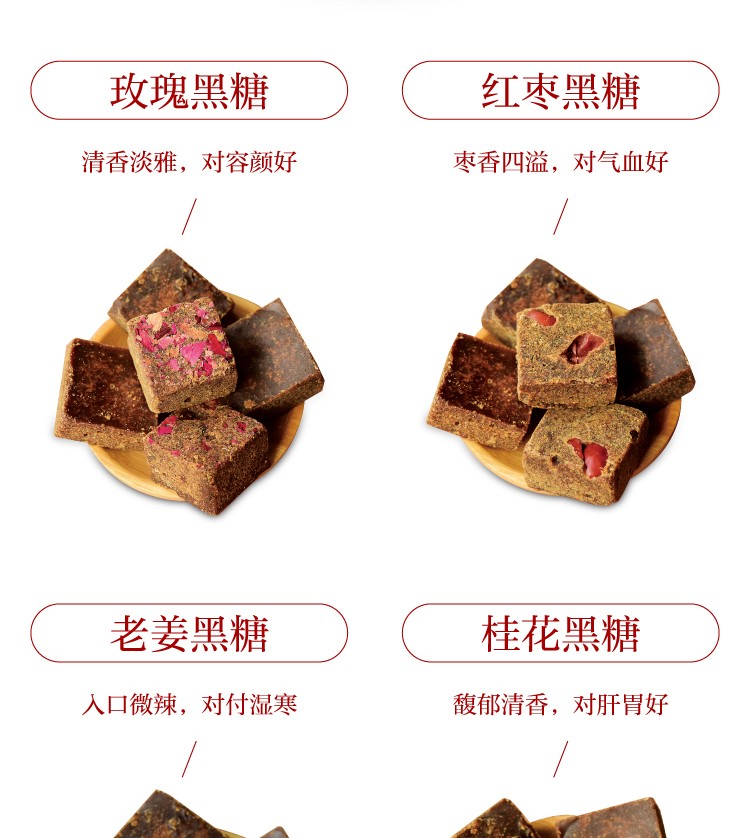 玫瑰黑糖
红枣黑糖
清香淡雅，对容颜好
枣香四溢，对气血好
老姜黑糖
桂花黑糖
入口微辣，对付湿寒
馥郁清香，对肝胃好